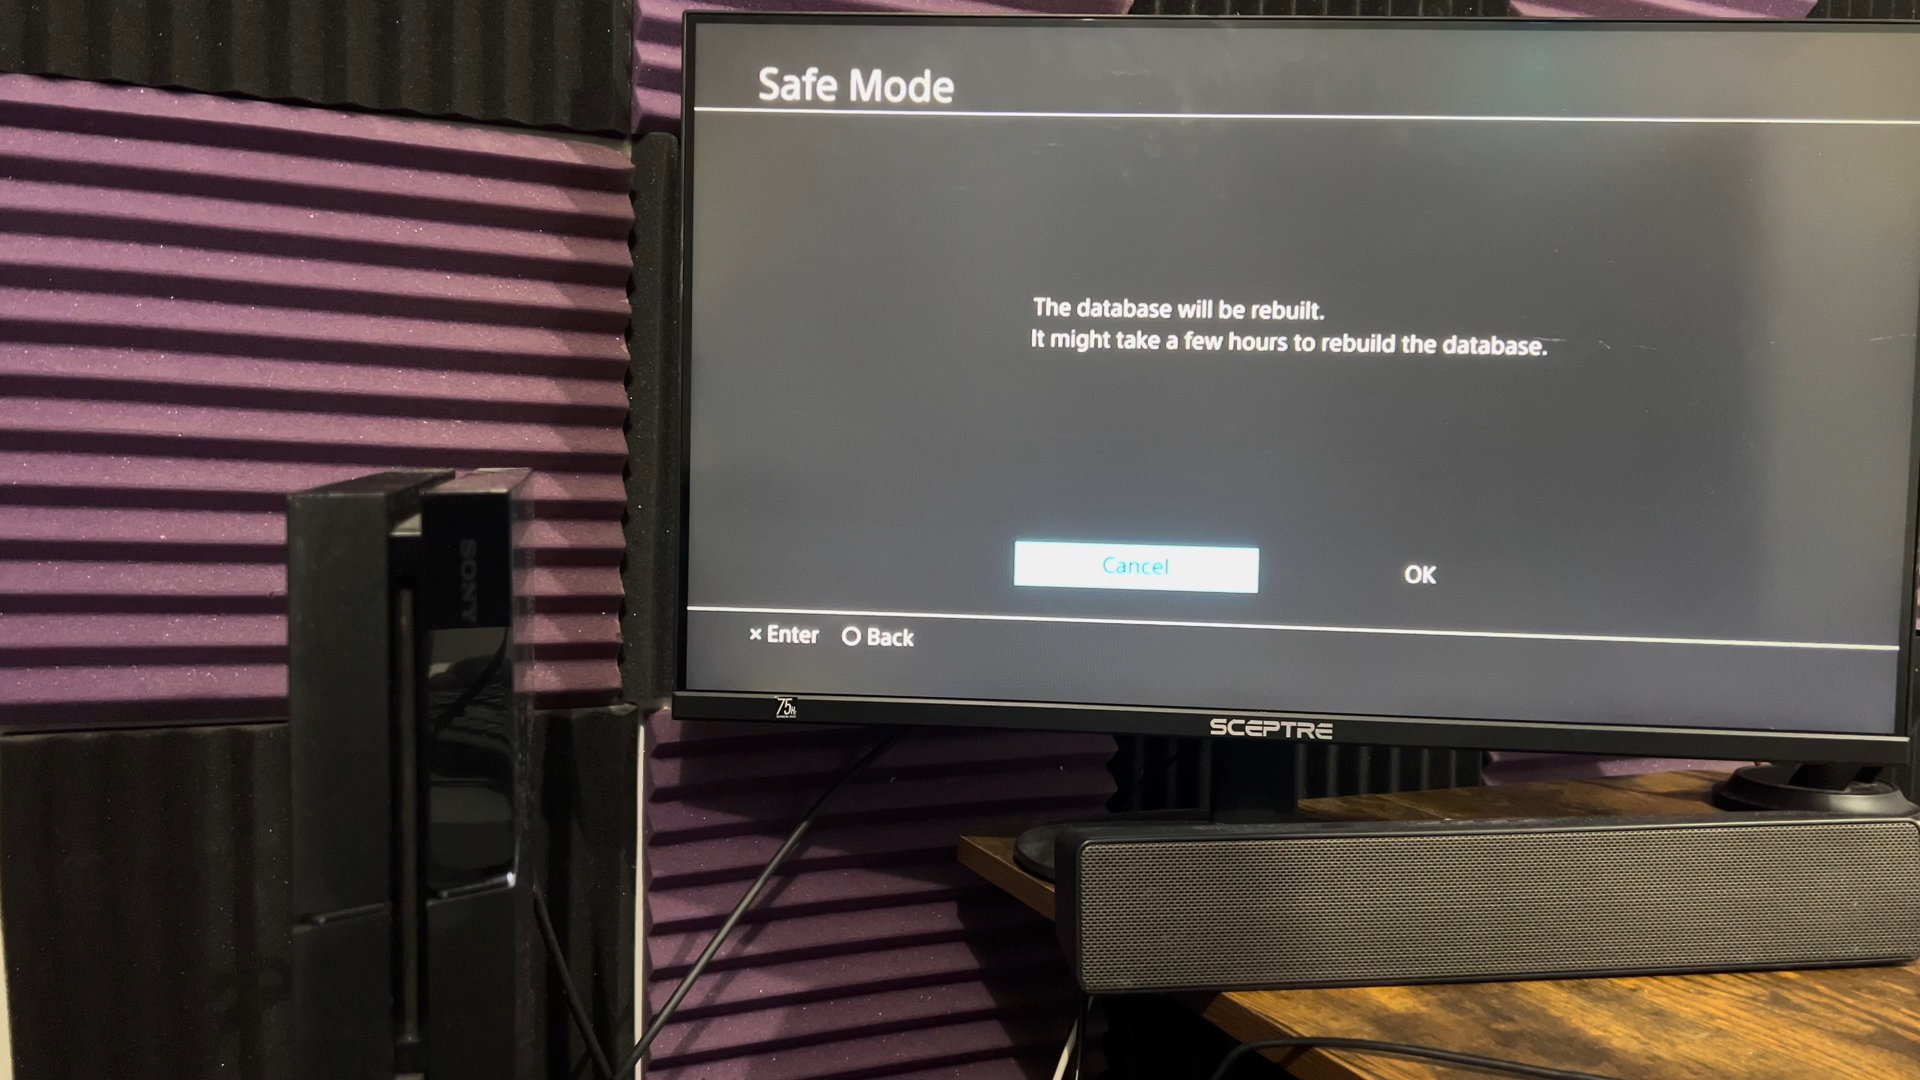 Safe Mode
The database will be rebuilt.
It might take a few hours to rebuild the database.
Cancel
OK
× Enter
○ Back
75Hz
SCEPTRE
SONY